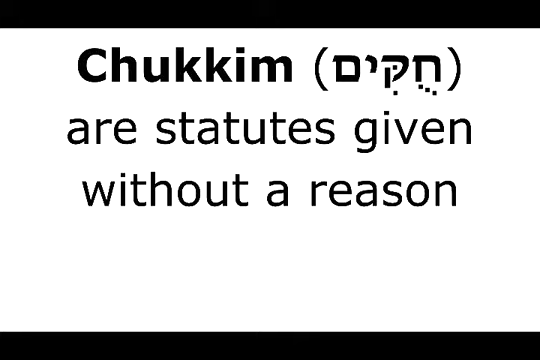 Chukkim (חֻקִּים)
are statutes given
without a reason